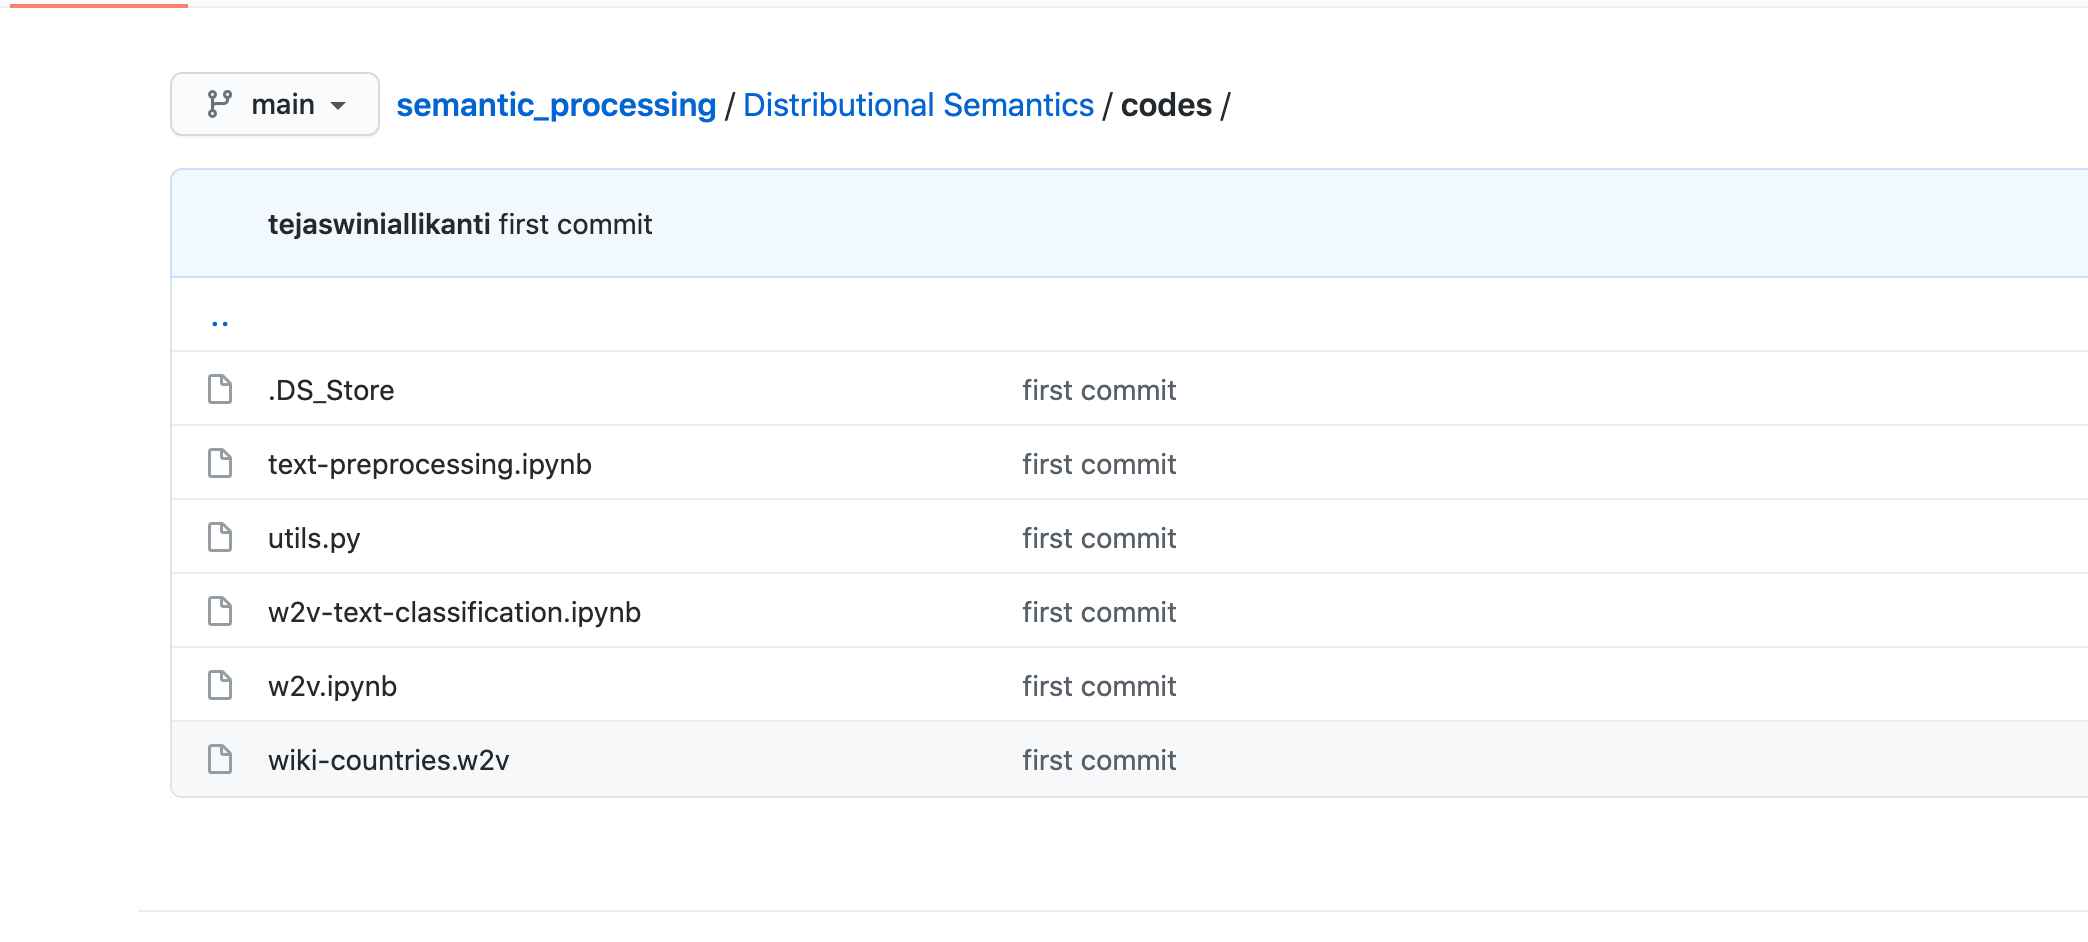 main
semantic_processing / Distributional Semantics / codes /
tejaswiniallikanti first commit
..
.DS_Store first commit
text-preprocessing.ipynb first commit
utils.py first commit
w2v-text-classification.ipynb first commit
w2v.ipynb first commit
wiki-countries.w2v first commit